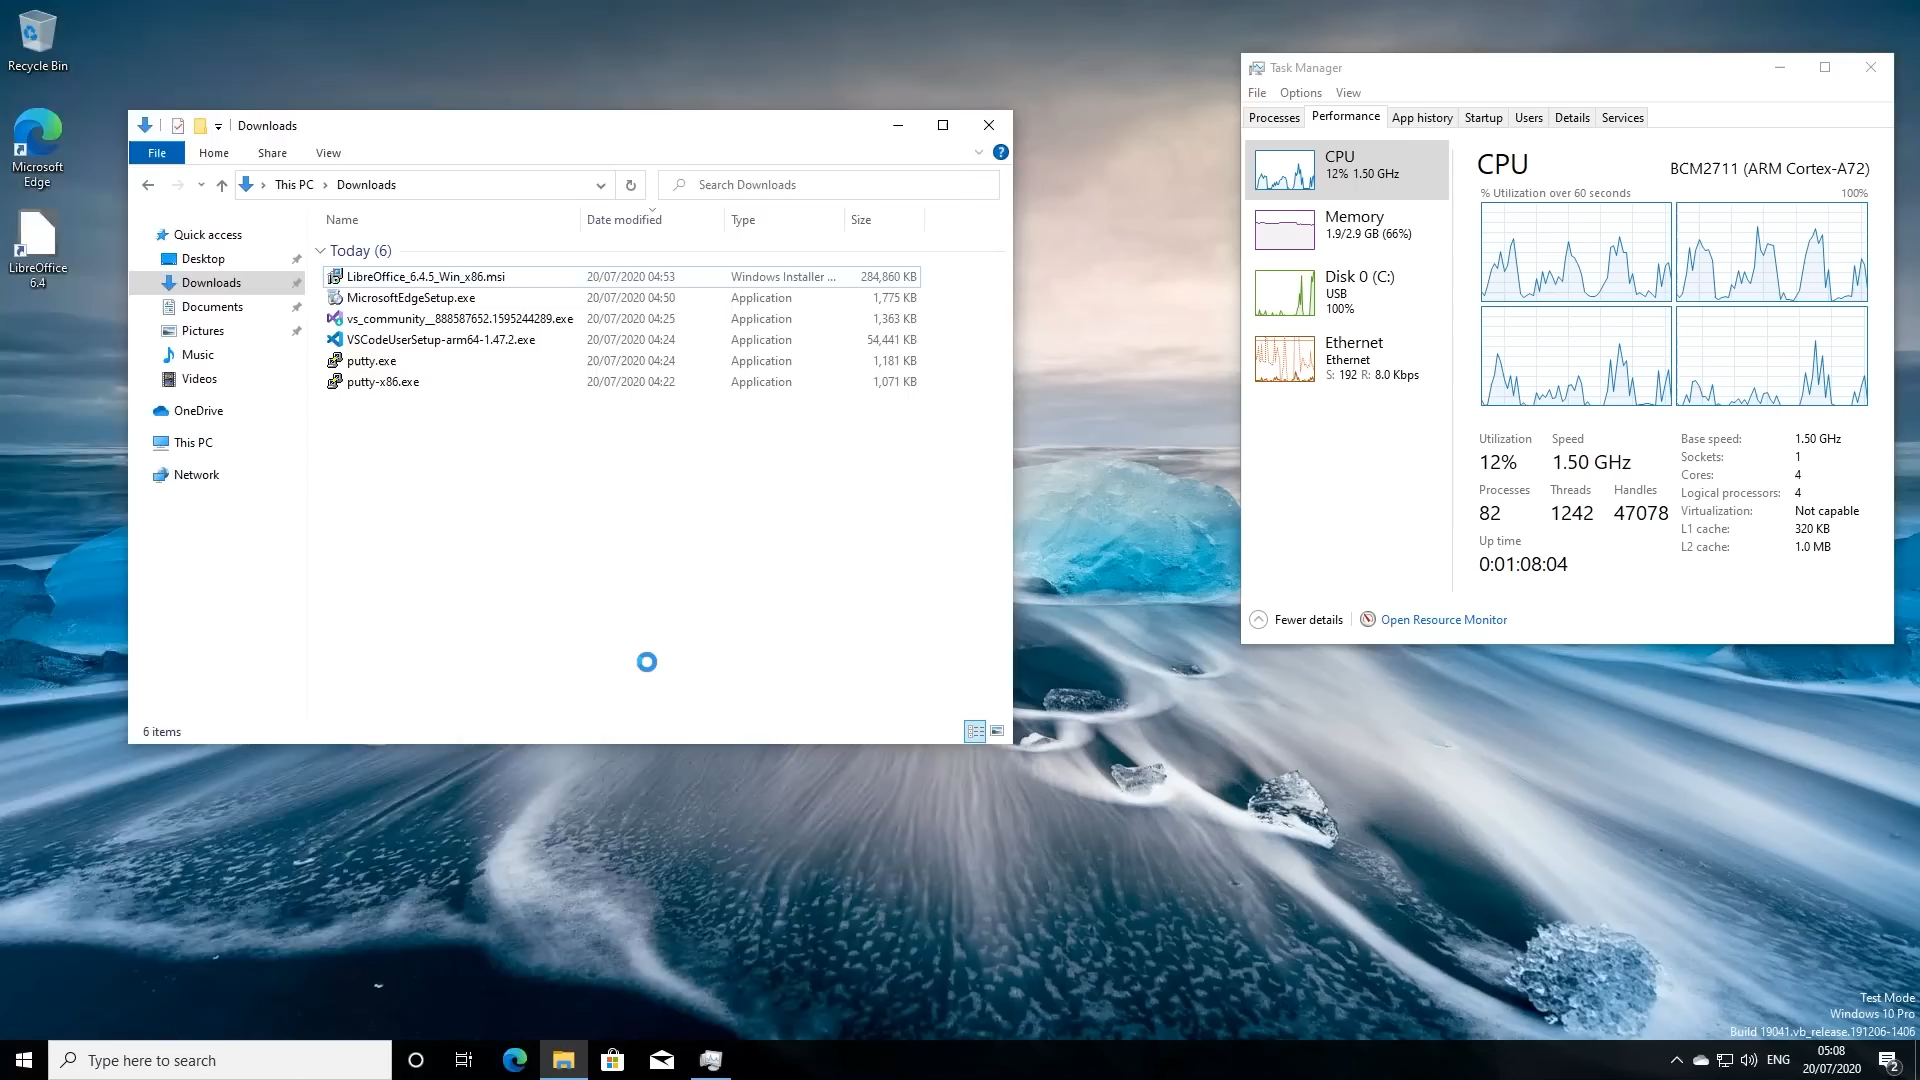 Recycle Bin
Microsoft
Edge
LibreOffice
6.4
Downloads
File
Home
Share
View
This PC
Downloads
Search Downloads
Name
Date modified
Type
Size
Quick access
Desktop
Downloads
Documents
Pictures
Music
Videos
OneDrive
This PC
Network
Today (6)
LibreOffice_6.4.5_Win_x86.msi 20/07/2020 04:53 Windows Installer ... 284,860 KB
MicrosoftEdgeSetup.exe 20/07/2020 04:50 Application 1,775 KB
vs_community__888587652.1595244289.exe 20/07/2020 04:25 Application 1,363 KB
VSCodeUserSetup-arm64-1.47.2.exe 20/07/2020 04:24 Application 54,441 KB
putty.exe 20/07/2020 04:24 Application 1,181 KB
putty-x86.exe 20/07/2020 04:22 Application 1,071 KB
6 items
Task Manager
File Options View
Processes Performance App history Startup Users Details Services
CPU
12% 1.50 GHz
Memory
1.9/2.9 GB (66%)
Disk 0 (C:)
USB
100%
Ethernet
Ethernet
S: 192 R: 8.0 Kbps
CPU
BCM2711 (ARM Cortex-A72)
% Utilization over 60 seconds
100%
Utilization Speed
12% 1.50 GHz
Processes Threads Handles
82 1242 47078
Up time
0:01:08:04
Base speed: 1.50 GHz
Sockets: 1
Cores: 4
Logical processors: 4
Virtualization: Not capable
L1 cache: 320 KB
L2 cache: 1.0 MB
Fewer details
Open Resource Monitor
Test Mode
Windows 10 Pro
Build 19041.vb_release.191206-1406
Type here to search
ENG
05:08
20/07/2020
2